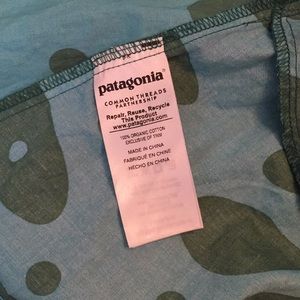 patagonia®
COMMON THREADS
PARTNERSHIP
Repair, Reuse, Recycle
This Product
www.patagonia.com
100% ORGANIC COTTON
EXCLUSIVE OF TRIM
MADE IN CHINA
FABRIQUÉ EN CHINE
HECHO EN CHINA